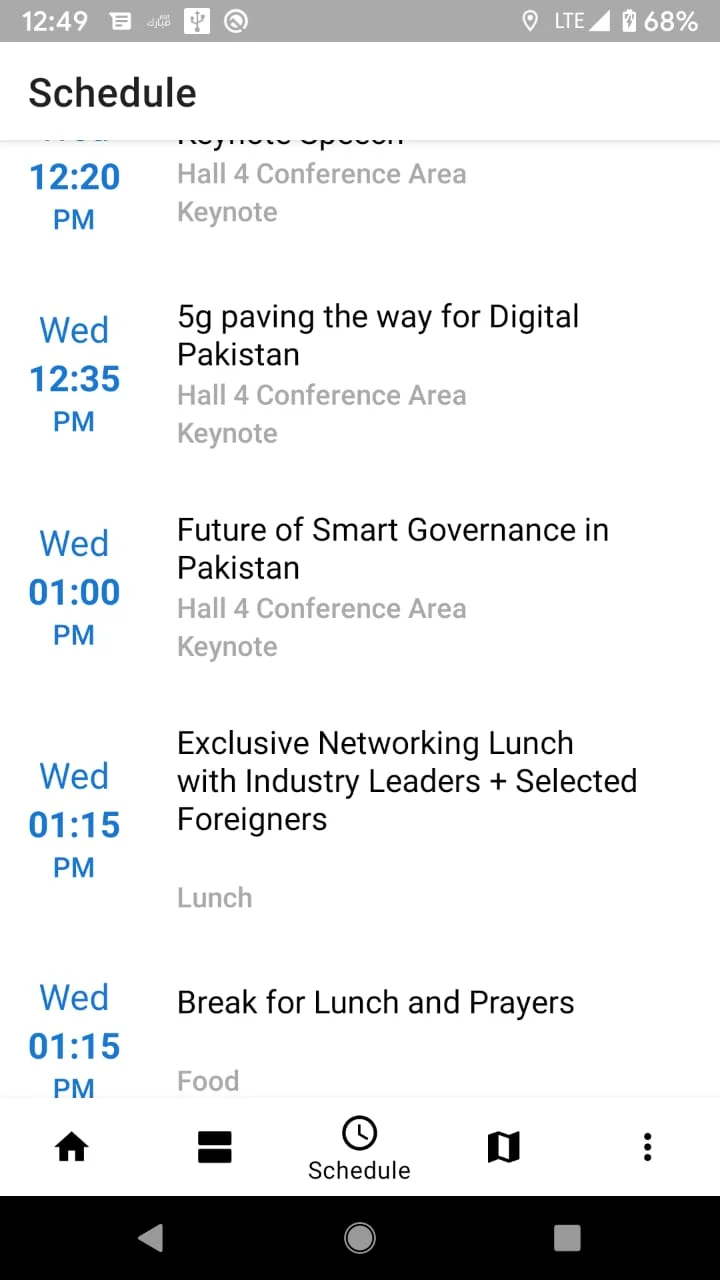 12:49
LTE
68%
Schedule
Wed
12:20
PM
Keynote Speech
Hall 4 Conference Area
Keynote
Wed
12:35
PM
5g paving the way for Digital
Pakistan
Hall 4 Conference Area
Keynote
Wed
01:00
PM
Future of Smart Governance in
Pakistan
Hall 4 Conference Area
Keynote
Wed
01:15
PM
Exclusive Networking Lunch
with Industry Leaders + Selected
Foreigners
Lunch
Wed
01:15
PM
Break for Lunch and Prayers
Food
Schedule